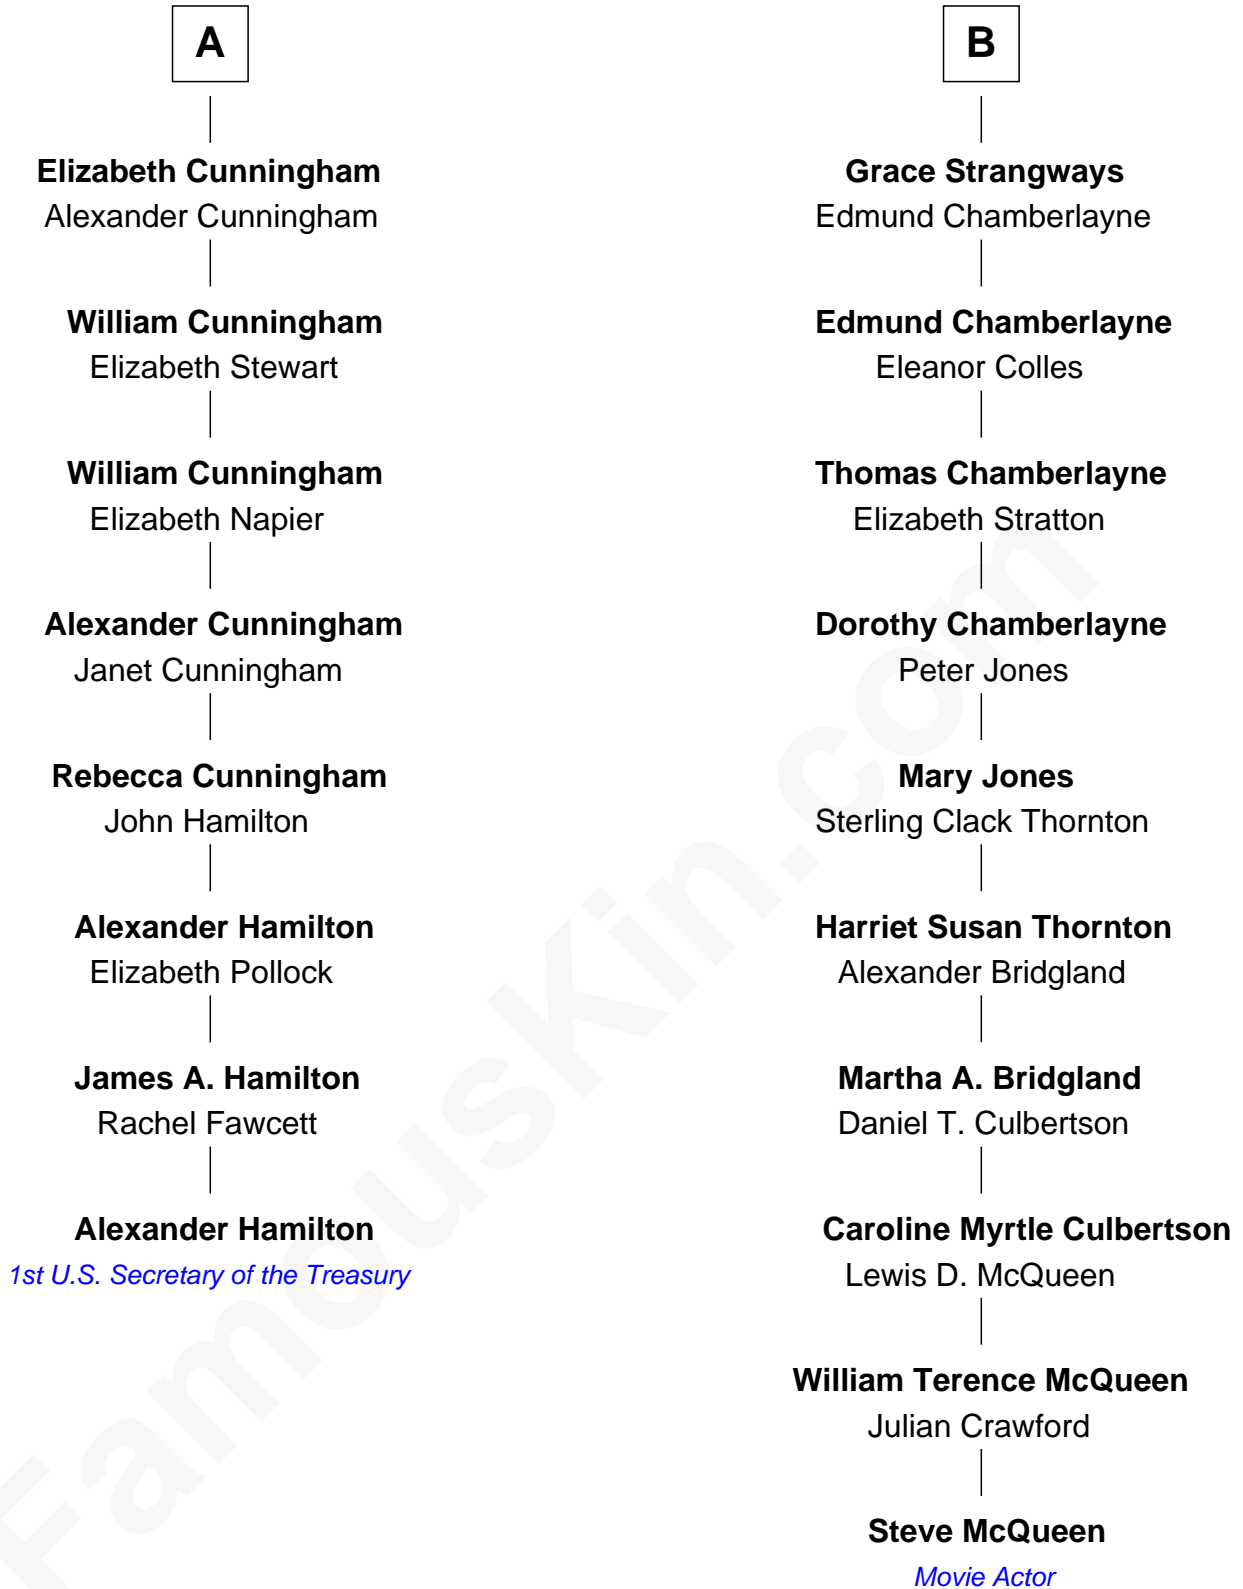 A
Elizabeth Cunningham
Alexander Cunningham
William Cunningham
Elizabeth Stewart
William Cunningham
Elizabeth Napier
Alexander Cunningham
Janet Cunningham
Rebecca Cunningham
John Hamilton
Alexander Hamilton
Elizabeth Pollock
James A. Hamilton
Rachel Fawcett
Alexander Hamilton
1st U.S. Secretary of the Treasury
B
Grace Strangways
Edmund Chamberlayne
Edmund Chamberlayne
Eleanor Colles
Thomas Chamberlayne
Elizabeth Stratton
Dorothy Chamberlayne
Peter Jones
Mary Jones
Sterling Clack Thornton
Harriet Susan Thornton
Alexander Bridgland
Martha A. Bridgland
Daniel T. Culbertson
Caroline Myrtle Culbertson
Lewis D. McQueen
William Terence McQueen
Julian Crawford
Steve McQueen
Movie Actor
FamousKin.com